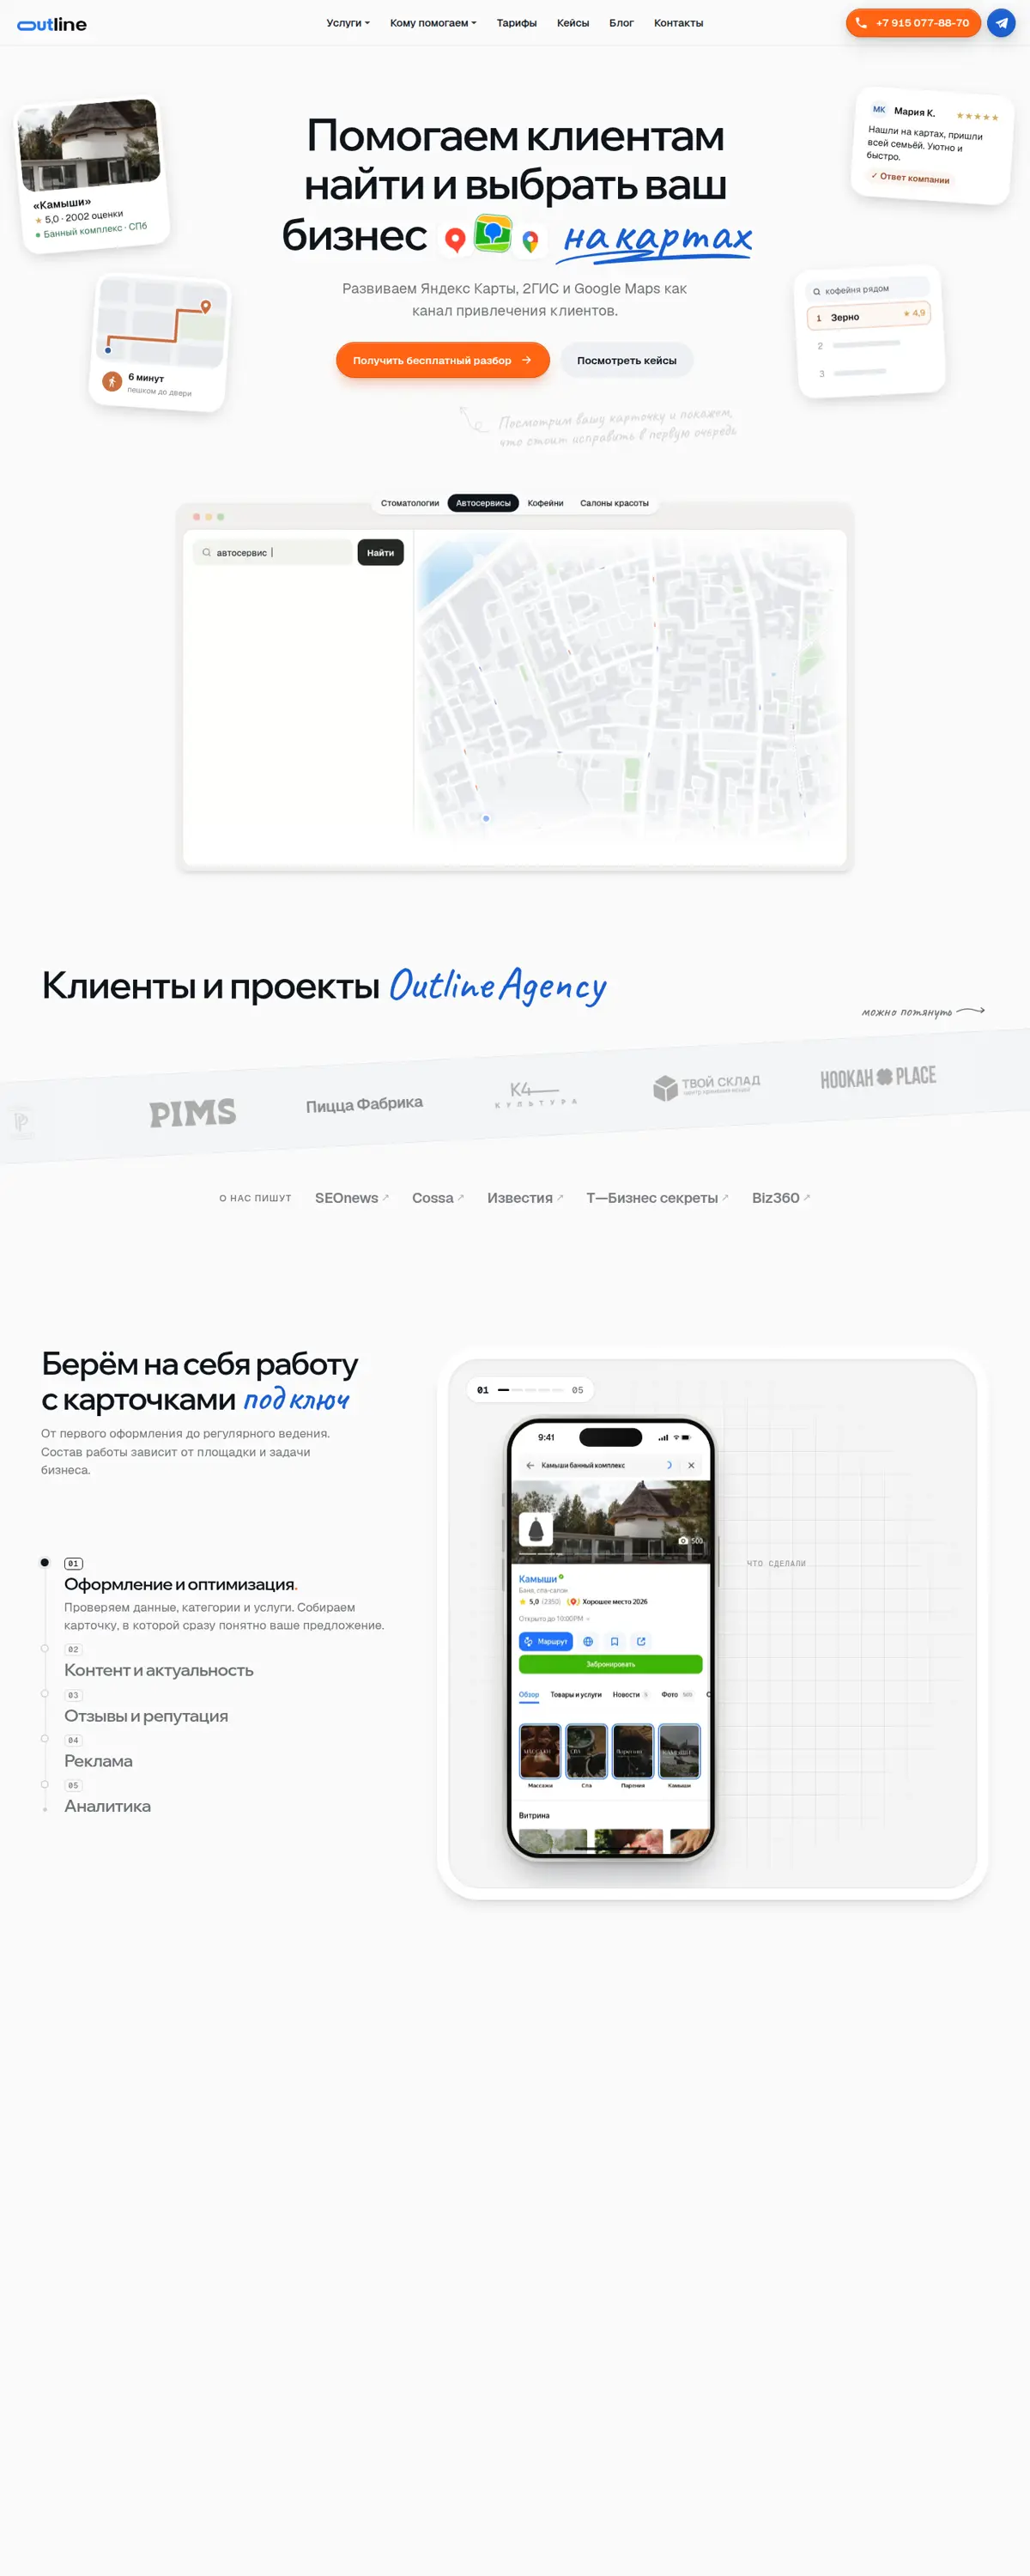 outline
Услуги
Кому помогаем
Тарифы
Кейсы
Блог
Контакты
+7 915 077-88-70
Помогаем клиентам
найти и выбрать ваш
бизнес на картах
Развиваем Яндекс Карты, 2ГИС и Google Maps как
канал привлечения клиентов.
Получить бесплатный разбор →
Посмотреть кейсы
Посмотрим вашу карточку и покажем,
что стоит исправить в первую очередь
«Камыши»
★ 5,0 · 2002 оценки
Банный комплекс · СПб
6 минут
пешком до двери
МК Мария К. ★★★★★
Нашли на картах, пришли
всей семьёй. Уютно и
быстро.
✓ Ответ компании
кофейня рядом
1 Зерно ★ 4,9
2
3
Стоматологии
Автосервисы
Кофейни
Салоны красоты
автосервис
Найти
Клиенты и проекты Outline Agency
можно потянуть
PIMS
Пицца Фабрика
К4
КУЛЬТУРА
ТВОЙ СКЛАД
HOOKAH PLACE
О НАС ПИШУТ
SEOnews ↗
Cossa ↗
Известия ↗
Т—Бизнес секреты ↗
Biz360 ↗
Берём на себя работу
с карточками под ключ
От первого оформления до регулярного ведения.
Состав работы зависит от площадки и задачи
бизнеса.
01
Оформление и оптимизация.
Проверяем данные, категории и услуги. Собираем
карточку, в которой сразу понятно ваше предложение.
02
Контент и актуальность
03
Отзывы и репутация
04
Реклама
05
Аналитика
01 05
9:41
Камыши банный комплекс
500
Камыши
Баня, спа-салон
5,0 (2350) Хорошее место 2026
Открыто до 10:00PM
Маршрут
Забронировать
Обзор
Товары и услуги
Новости 5
Фото
Массажи
Спа
Парения
Камыши
Витрина
ЧТО СДЕЛАЛИ